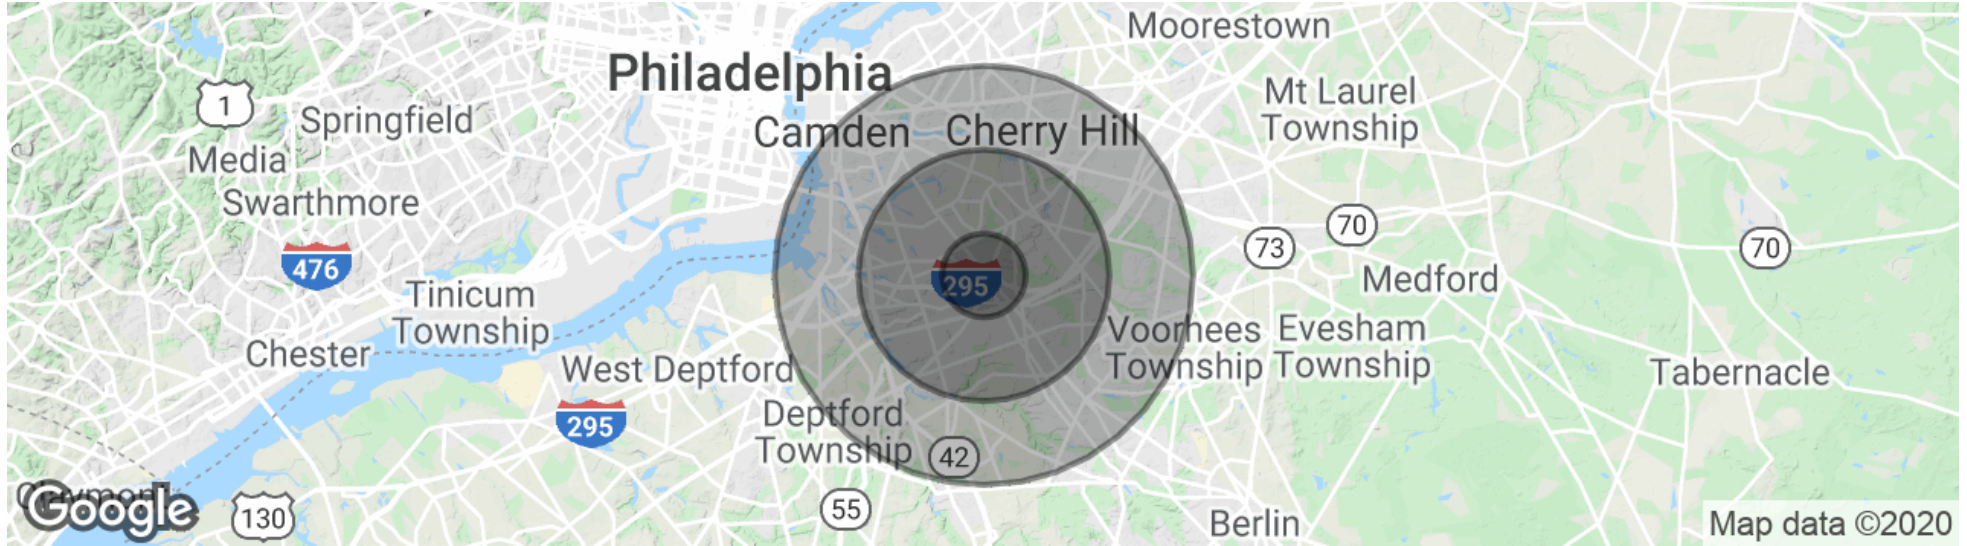 Moorestown
Philadelphia
1
Springfield
Mt Laurel
Township
Camden
Cherry Hill
Media
Swarthmore
476
73
70
70
295
Medford
Tinicum
Township
Chester
Voorhees
Township
Evesham
Township
West Deptford
Tabernacle
295
Deptford
Township
42
Claymont
Google
130
55
Berlin
Map data ©2020